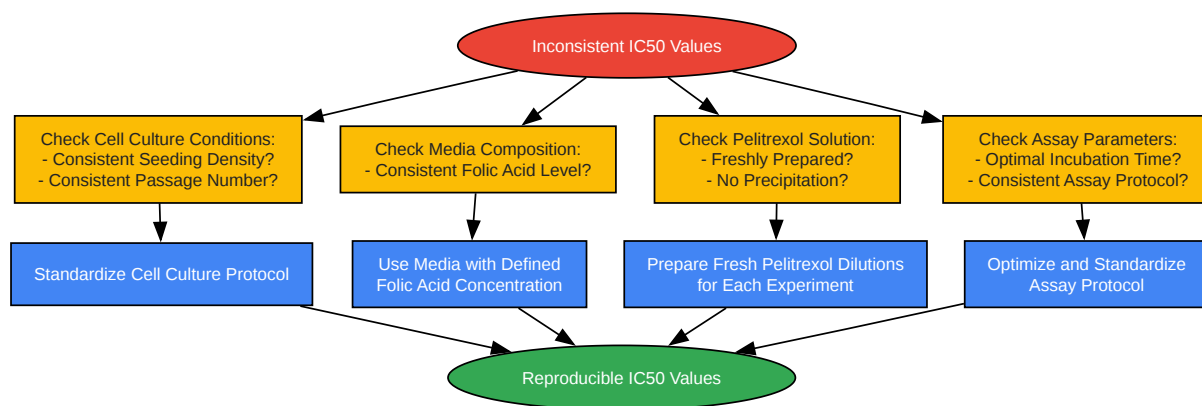 Inconsistent IC50 Values
Check Cell Culture Conditions:
- Consistent Seeding Density?
- Consistent Passage Number?
Check Media Composition:
- Consistent Folic Acid Level?
Check Pelitrexol Solution:
- Freshly Prepared?
- No Precipitation?
Check Assay Parameters:
- Optimal Incubation Time?
- Consistent Assay Protocol?
Standardize Cell Culture Protocol
Use Media with Defined
Folic Acid Concentration
Prepare Fresh Pelitrexol Dilutions
for Each Experiment
Optimize and Standardize
Assay Protocol
Reproducible IC50 Values